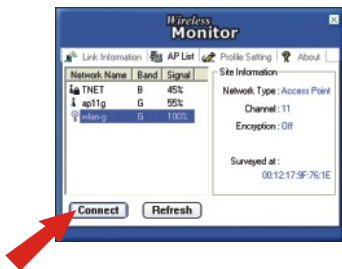 Wireless
Monitor
Link Information AP List Profile Setting About
Network Name Band Signal
TNET B 45%
ap11g G 55%
wlan-g G 100%
Site Information
Network Type : Access Point
Channel : 11
Encryption : Off
Surveyed at :
00:12:17:9F:76:1E
Connect Refresh